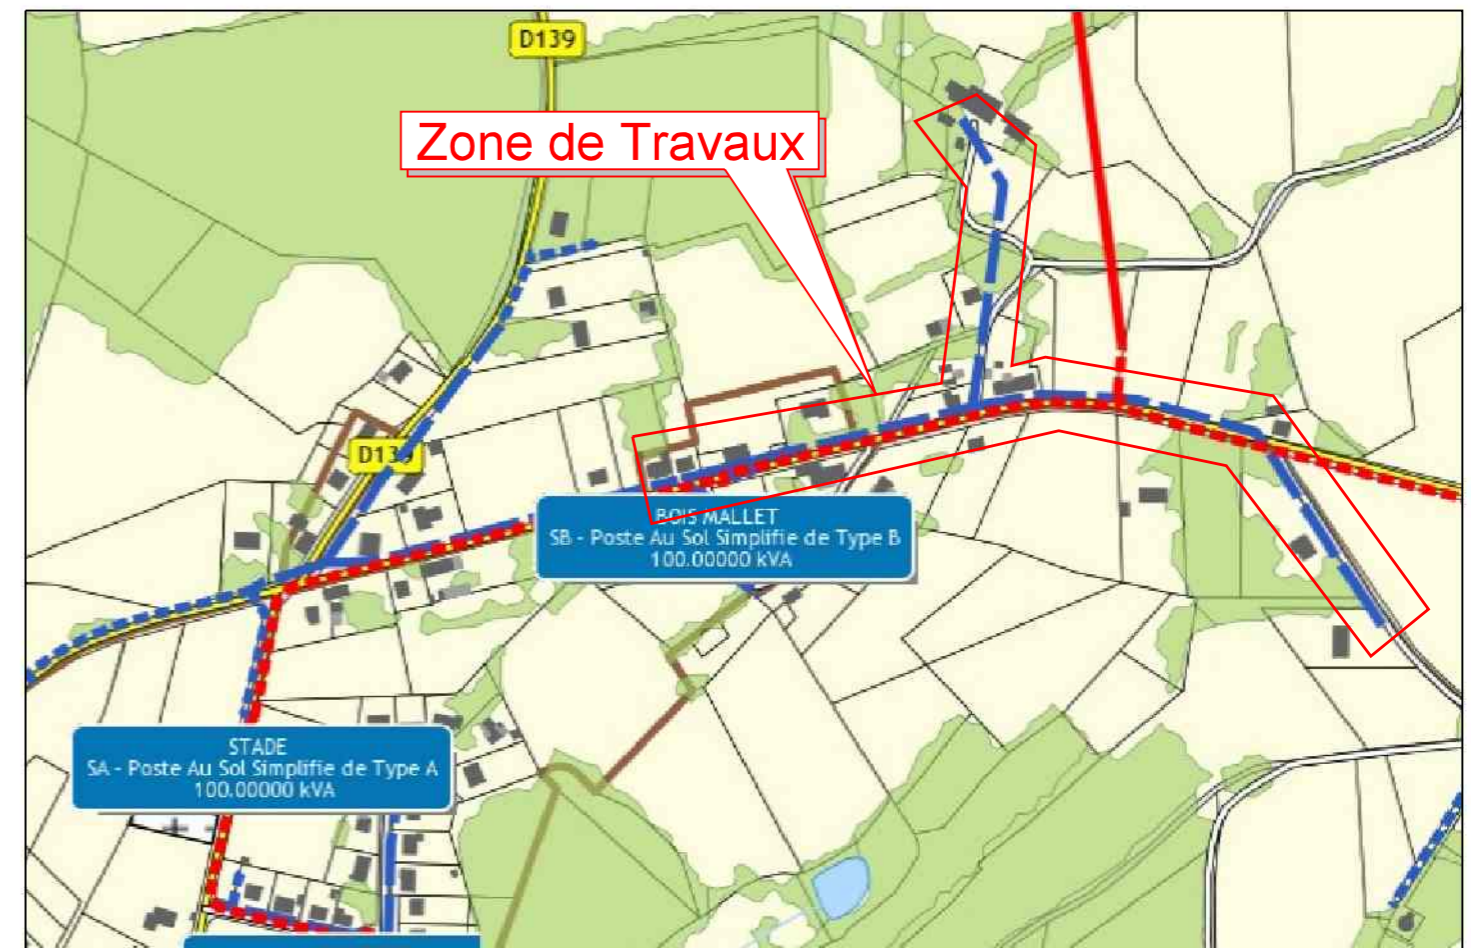 D139
Zone de Travaux
D139
BOIS MALLET
SB - Poste Au Sol Simplifie de Type B
100.00000 kVA
STADE
SA - Poste Au Sol Simplifie de Type A
100.00000 kVA